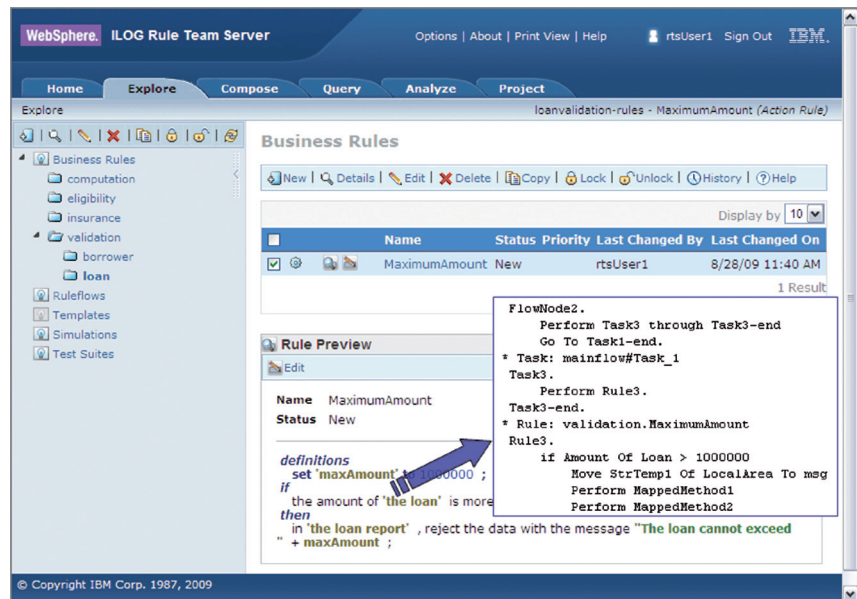 WebSphere. ILOG Rule Team Server
Options | About | Print View | Help rtsUser1 Sign Out IBM.
Home Explore Compose Query Analyze Project
Explore loanvalidation-rules - MaximumAmount (Action Rule)
Business Rules
computation
eligibility
insurance
validation
borrower
loan
Ruleflows
Templates
Simulations
Test Suites
Business Rules
New | Details | Edit | Delete | Copy | Lock | Unlock | History | Help
Display by 10
Name Status Priority Last Changed By Last Changed On
MaximumAmount New rtsUser1 8/28/09 11:40 AM
1 Result
Rule Preview
Edit
Name MaximumAmount
Status New
definitions
set 'maxAmount' to 1000000 ;
if
the amount of 'the loan' is more
then
in 'the loan report' , reject the data with the message "The loan cannot exceed
" + maxAmount ;
FlowNode2.
Perform Task3 through Task3-end
Go To Task1-end.
* Task: mainflow#Task_1
Task3.
Perform Rule3.
Task3-end.
* Rule: validation.MaximumAmount
Rule3.
if Amount Of Loan > 1000000
Move StrTemp1 Of LocalArea To msg
Perform MappedMethod1
Perform MappedMethod2
© Copyright IBM Corp. 1987, 2009